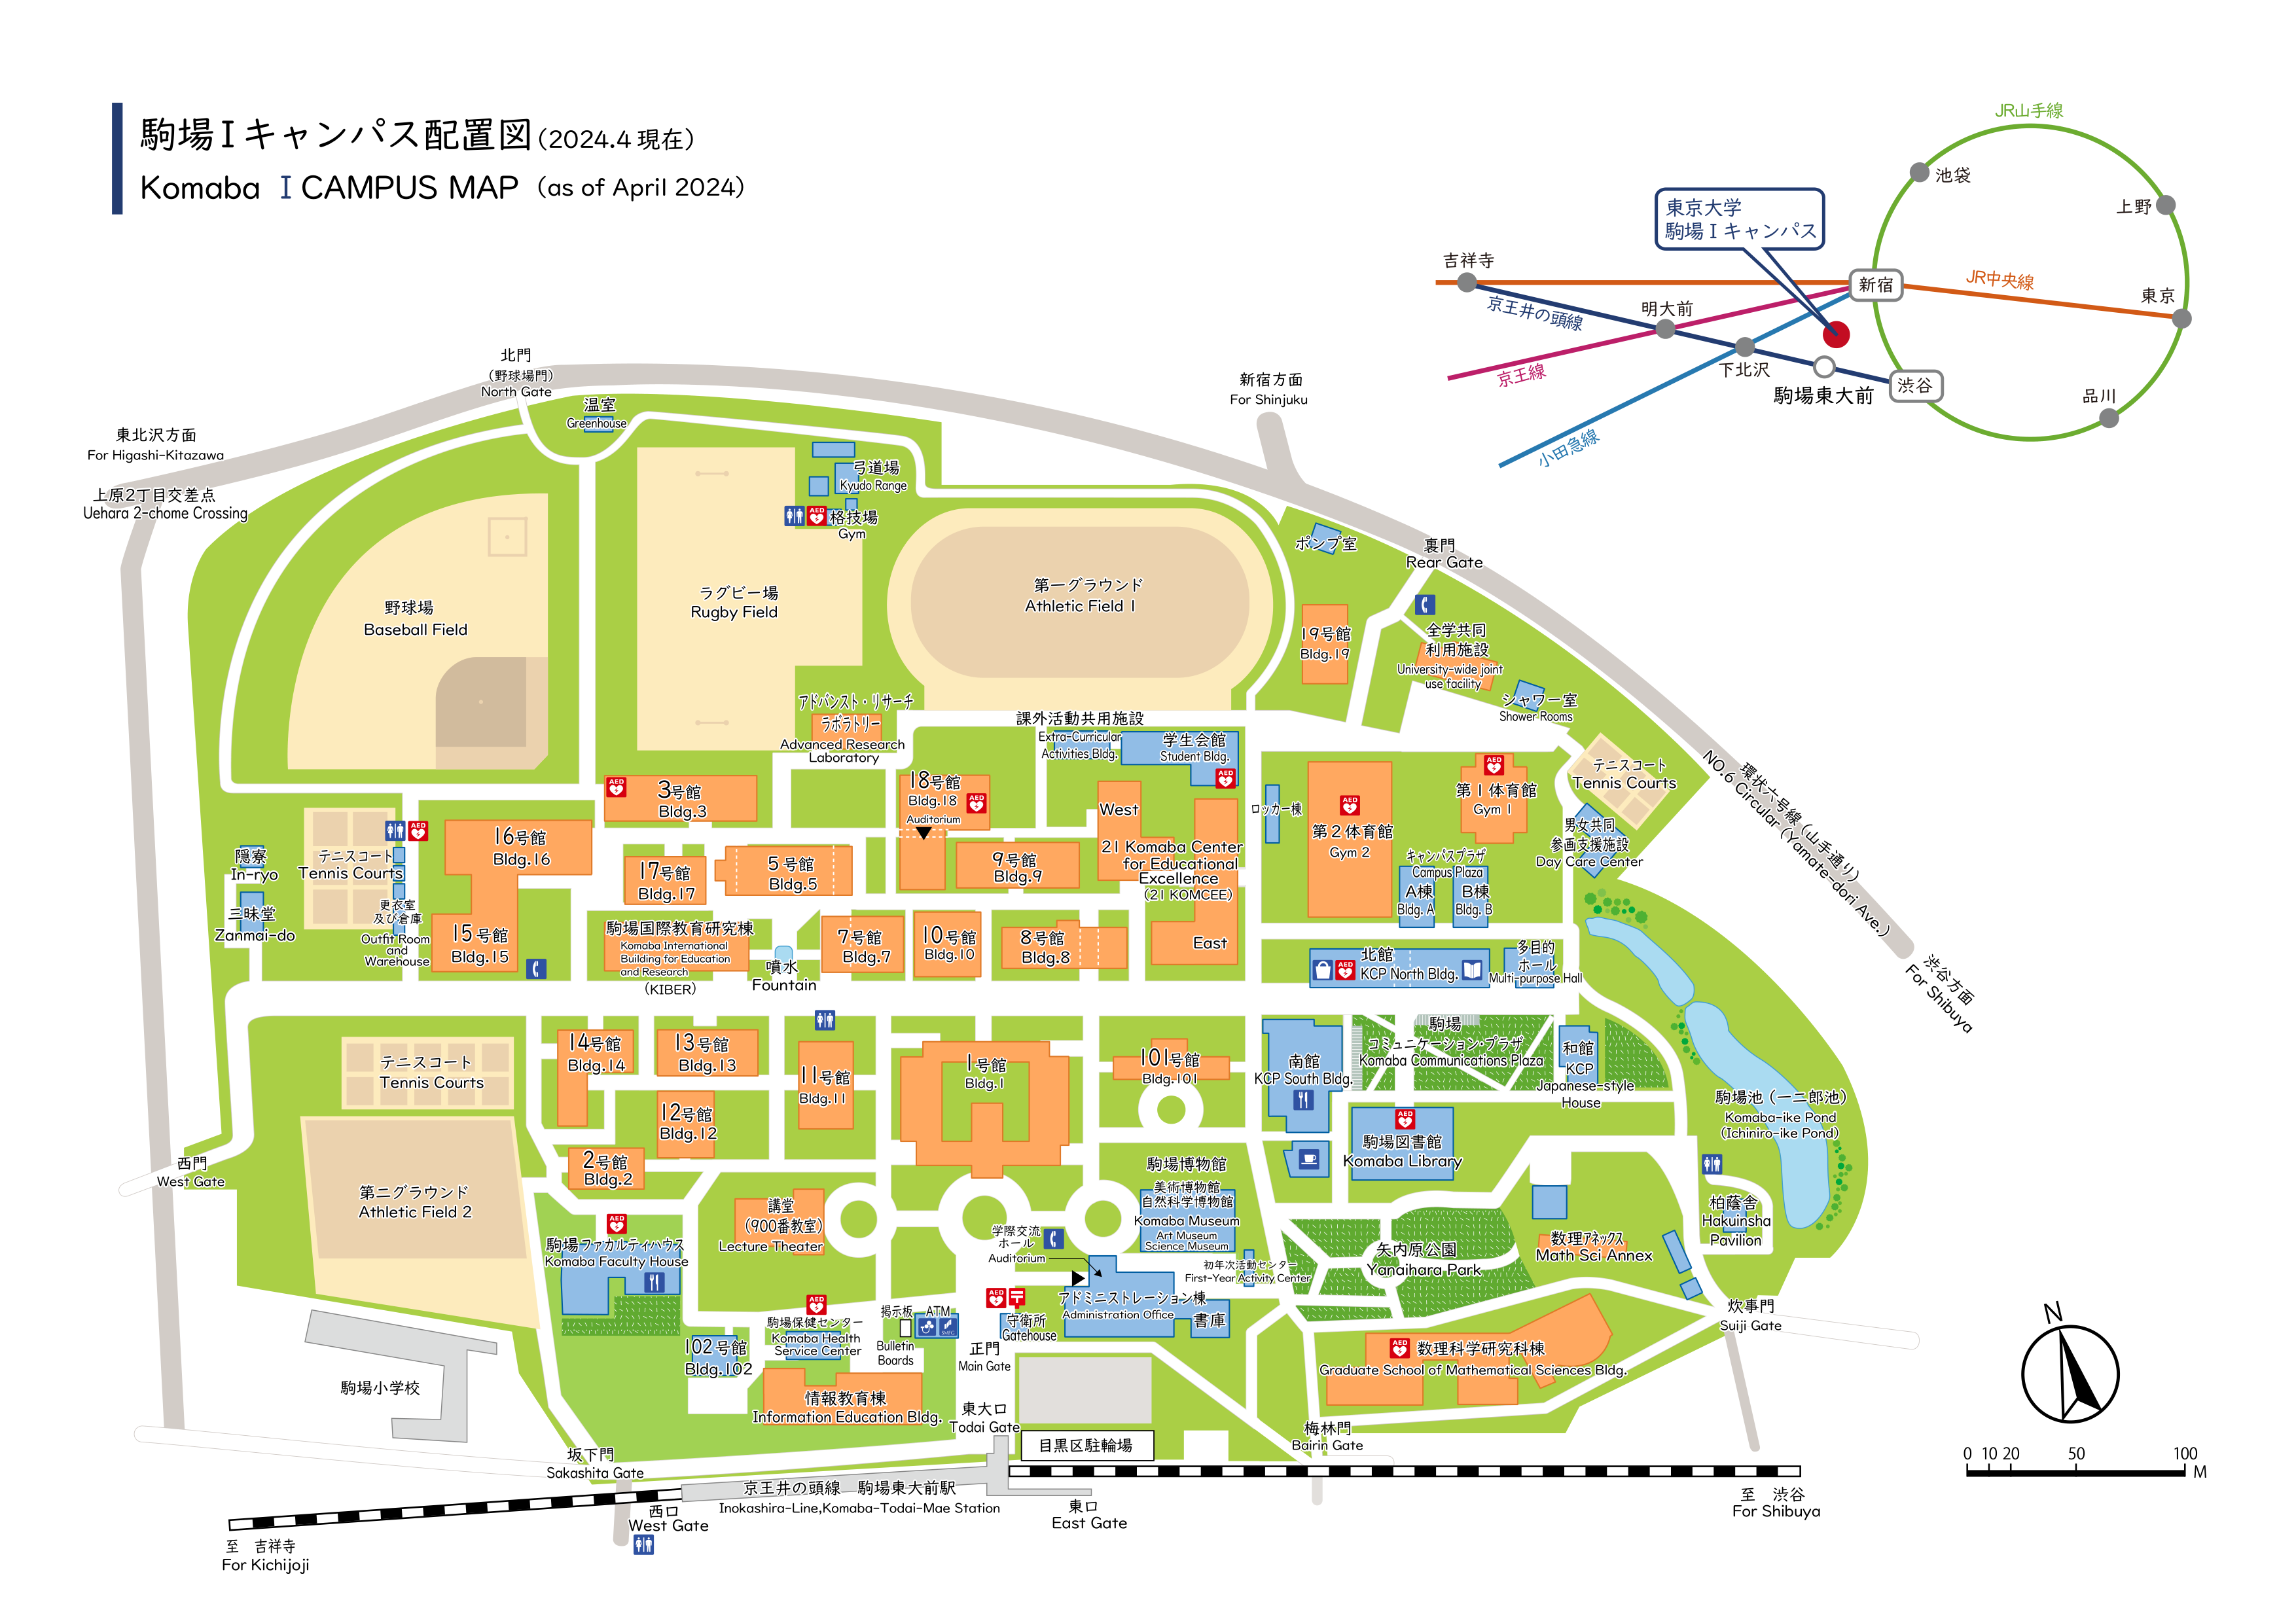 駒場Ⅰキャンパス配置図(2024.4 現在)
Komaba Ⅰ CAMPUS MAP (as of April 2024)
JR山手線
池袋
上野
東京大学
駒場Ⅰキャンパス
吉祥寺
新宿
JR中央線
東京
京王井の頭線
明大前
京王線
下北沢
渋谷
駒場東大前
品川
小田急線
北門
(野球場門)
North Gate
温室
Greenhouse
新宿方面
For Shinjuku
東北沢方面
For Higashi-Kitazawa
上原2丁目交差点
Uehara 2-chome Crossing
弓道場
Kyudo Range
AED
格技場
Gym
ポンプ室
裏門
Rear Gate
野球場
Baseball Field
ラグビー場
Rugby Field
第一グラウンド
Athletic Field 1
19号館
Bldg.19
全学共同
利用施設
University-wide joint
use facility
シャワー室
Shower Rooms
アドバンスト・リサーチ
ラボラトリー
Advanced Research
Laboratory
課外活動共用施設
Extra-Curricular
Activities Bldg.
学生会館
Student Bldg.
AED
テニスコート
Tennis Courts
NO.6 Circular (Yamate-dori Ave.)
環状六号線 (山手通り)
渋谷方面
For Shibuya
AED
3号館
Bldg.3
18号館
Bldg.18
AED
Auditorium
West
ロッカー棟
AED
第2体育館
Gym 2
AED
第1体育館
Gym 1
男女共同
参画支援施設
Day Care Center
AED
16号館
Bldg.16
隠寮
In-ryo
テニスコート
Tennis Courts
17号館
Bldg.17
5号館
Bldg.5
9号館
Bldg.9
21 Komaba Center
for Educational
Excellence
(21 KOMCEE)
キャンパスプラザ
Campus Plaza
A棟
Bldg. A
B棟
Bldg. B
三昧堂
Zanmai-do
更衣室
及び倉庫
Outfit Room
and
Warehouse
15号館
Bldg.15
駒場国際教育研究棟
Komaba International
Building for Education
and Research
(KIBER)
噴水
Fountain
7号館
Bldg.7
10号館
Bldg.10
8号館
Bldg.8
East
AED
北館
KCP North Bldg.
多目的
ホール
Multi-purpose Hall
14号館
Bldg.14
13号館
Bldg.13
11号館
Bldg.11
1号館
Bldg.1
101号館
Bldg.101
南館
KCP South Bldg.
駒場
コミュニケーション・プラザ
Komaba Communications Plaza
和館
KCP
Japanese-style
House
テニスコート
Tennis Courts
12号館
Bldg.12
駒場池 (一二郎池)
Komaba-ike Pond
(Ichiniro-ike Pond)
AED
駒場図書館
Komaba Library
西門
West Gate
2号館
Bldg.2
第二グラウンド
Athletic Field 2
講堂
(900番教室)
Lecture Theater
駒場博物館
美術博物館
自然科学博物館
Komaba Museum
Art Museum
Science Museum
柏蔭舎
Hakuinsha
Pavilion
AED
駒場ファカルティハウス
Komaba Faculty House
学際交流
ホール
Auditorium
初年次活動センター
First-Year Activity Center
矢内原公園
Yanaihara Park
数理アネックス
Math Sci Annex
アドミニストレーション棟
Administration Office
書庫
AED
守衛所
Gatehouse
AED
駒場保健センター
Komaba Health
Service Center
掲示板
Bulletin
Boards
ATM
SMFG
炊事門
Suiji Gate
102号館
Bldg.102
正門
Main Gate
AED
数理科学研究科棟
Graduate School of Mathematical Sciences Bldg.
駒場小学校
情報教育棟
Information Education Bldg.
東大口
Todai Gate
目黒区駐輪場
梅林門
Bairin Gate
坂下門
Sakashita Gate
京王井の頭線 駒場東大前駅
Inokashira-Line,Komaba-Todai-Mae Station
西口
West Gate
東口
East Gate
至 吉祥寺
For Kichijoji
至 渋谷
For Shibuya
N
0 10 20 50 100
M